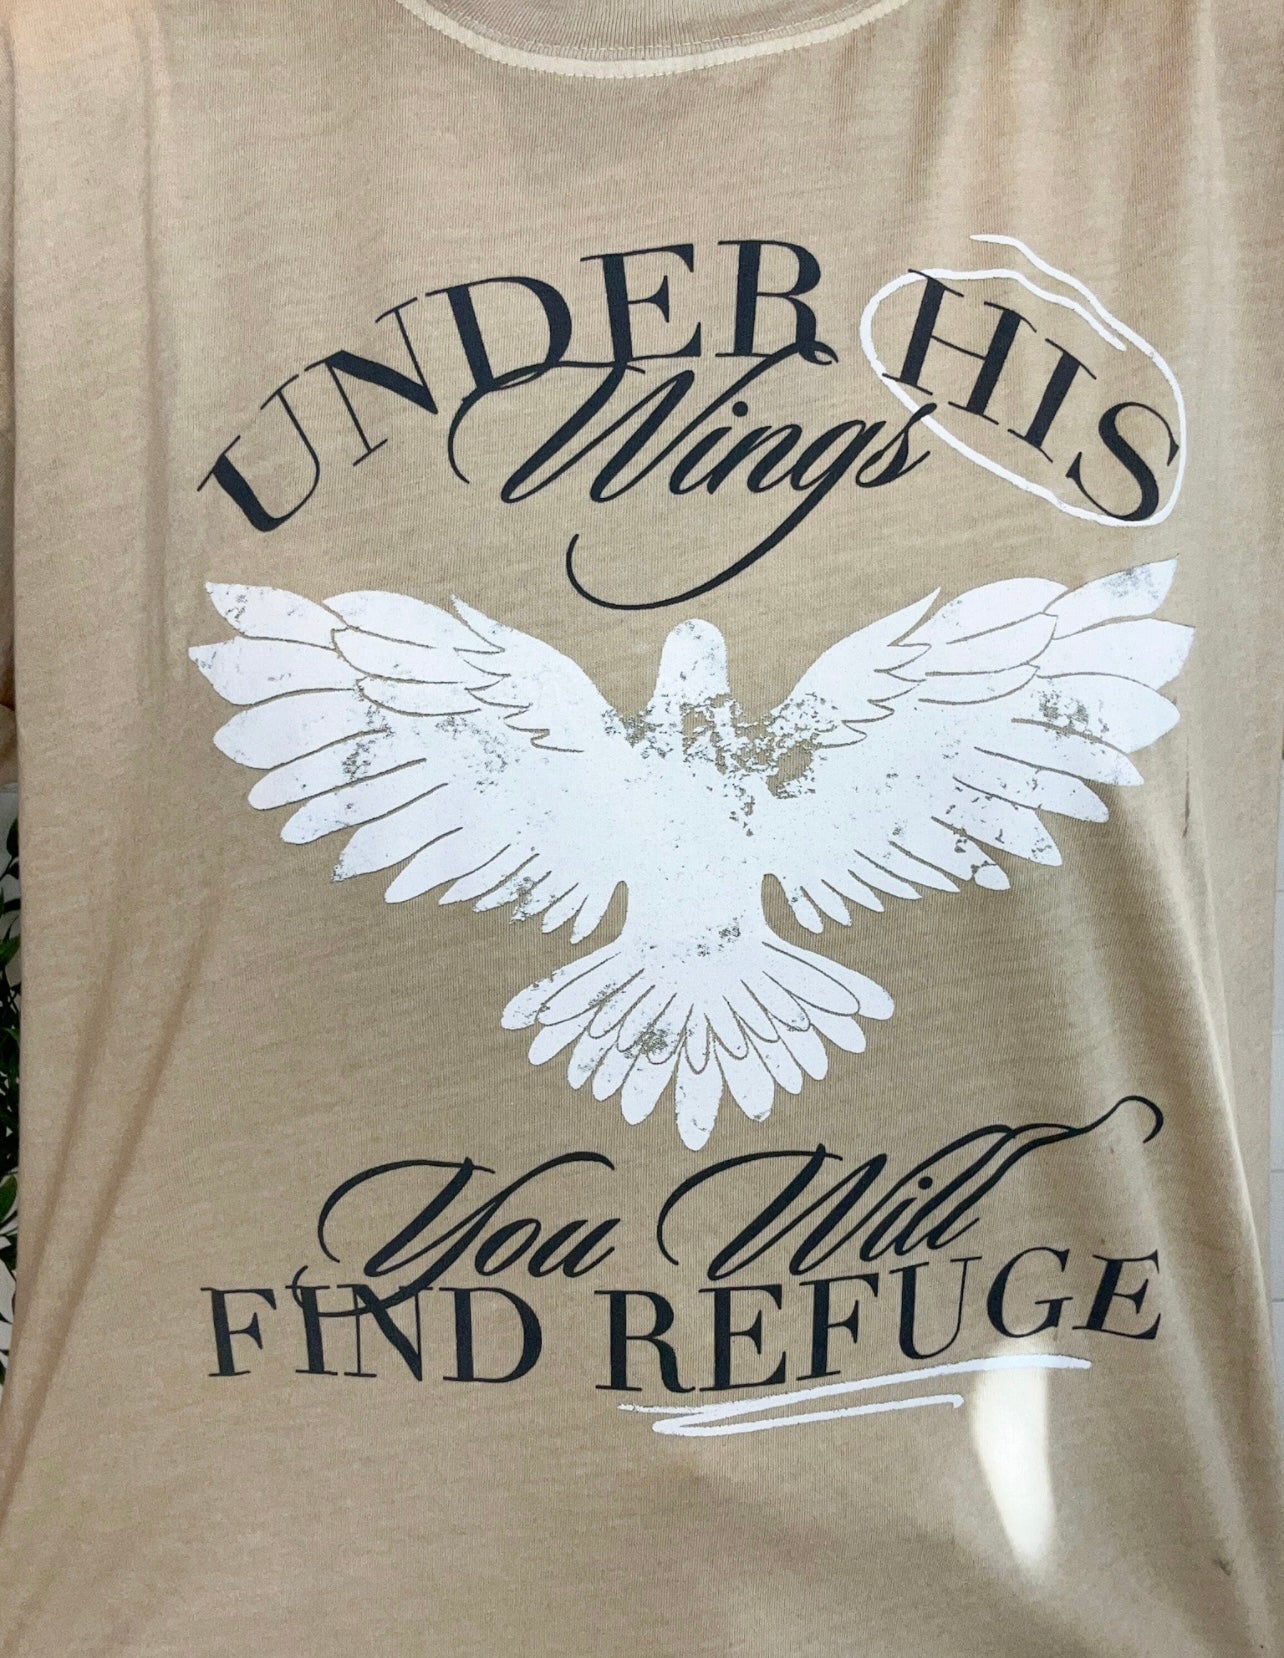 UNDER HIS
Wings
You Will
FIND REFUGE